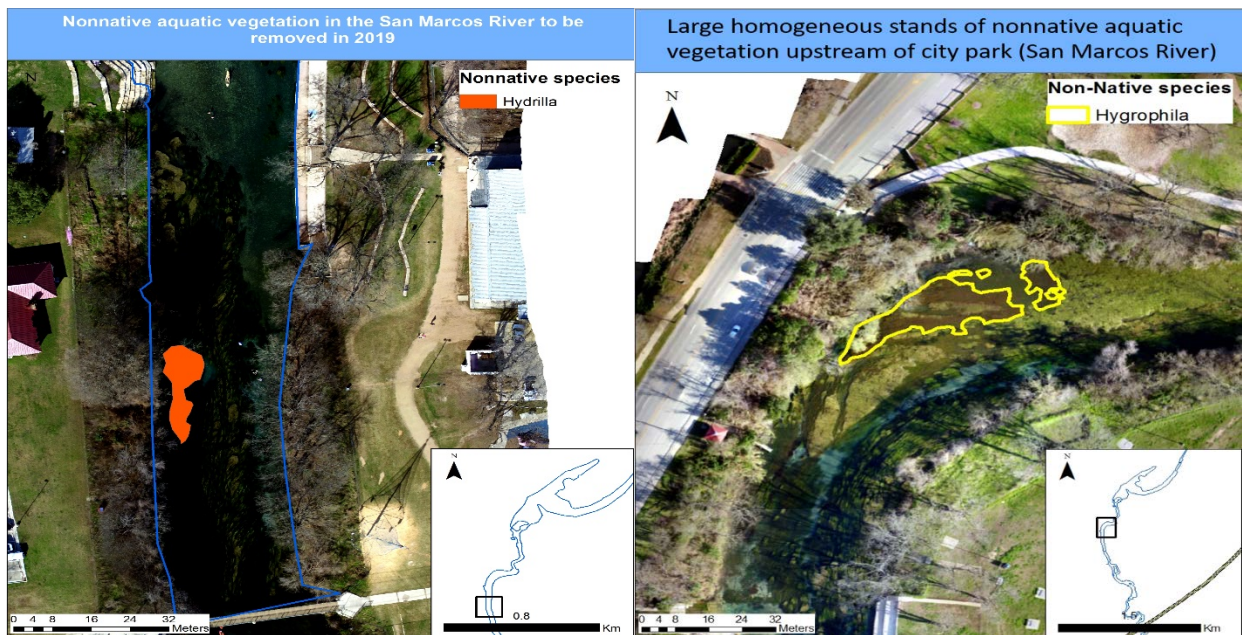 Nonnative aquatic vegetation in the San Marcos River to be
removed in 2019
N
Nonnative species
Hydrilla
0 4 8 16 24 32
Meters
N
0.8
Km
Large homogeneous stands of nonnative aquatic
vegetation upstream of city park (San Marcos River)
N
Non-Native species
Hygrophila
0 4 8 16 24 32
Meters
N
Km